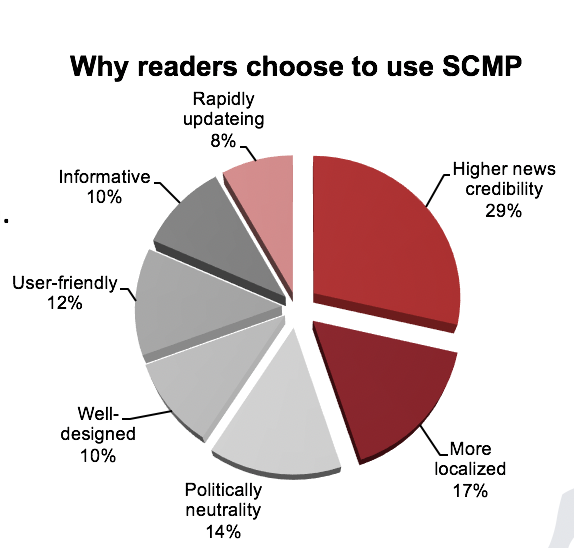 Why readers choose to use SCMP
Rapidly
updateing
8%
Higher news
credibility
29%
More
localized
17%
Politically
neutrality
14%
Well-
designed
10%
User-friendly
12%
Informative
10%